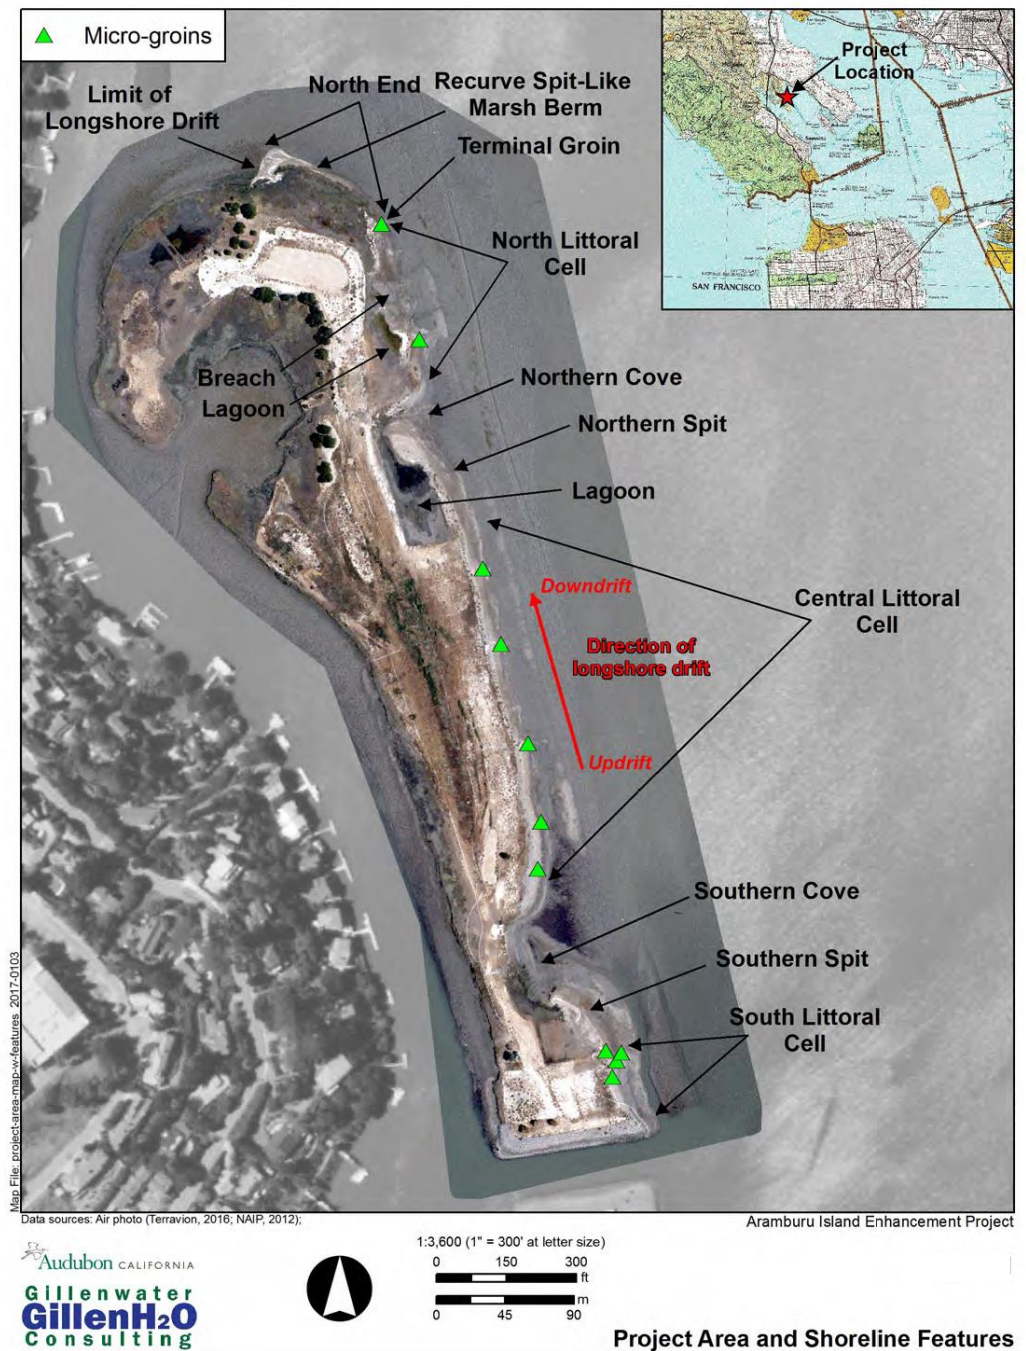 Micro-groins
Project
Location
SAN FRANCISCO
North End
Recurve Spit-Like
Marsh Berm
Limit of
Longshore Drift
Terminal Groin
North Littoral
Cell
Breach
Lagoon
Northern Cove
Northern Spit
Lagoon
Downdrift
Central Littoral
Cell
Direction of
longshore drift
Updrift
Southern Cove
Southern Spit
South Littoral
Cell
Map File: project-area-map-w-features 2017-0103
Data sources: Air photo (Terravion, 2016; NAIP, 2012);
Aramburu Island Enhancement Project
1:3,600 (1" = 300' at letter size)
0 150 300
ft
m
0 45 90
Audubon CALIFORNIA
Gillenwater
GillenH2O
Consulting
Project Area and Shoreline Features